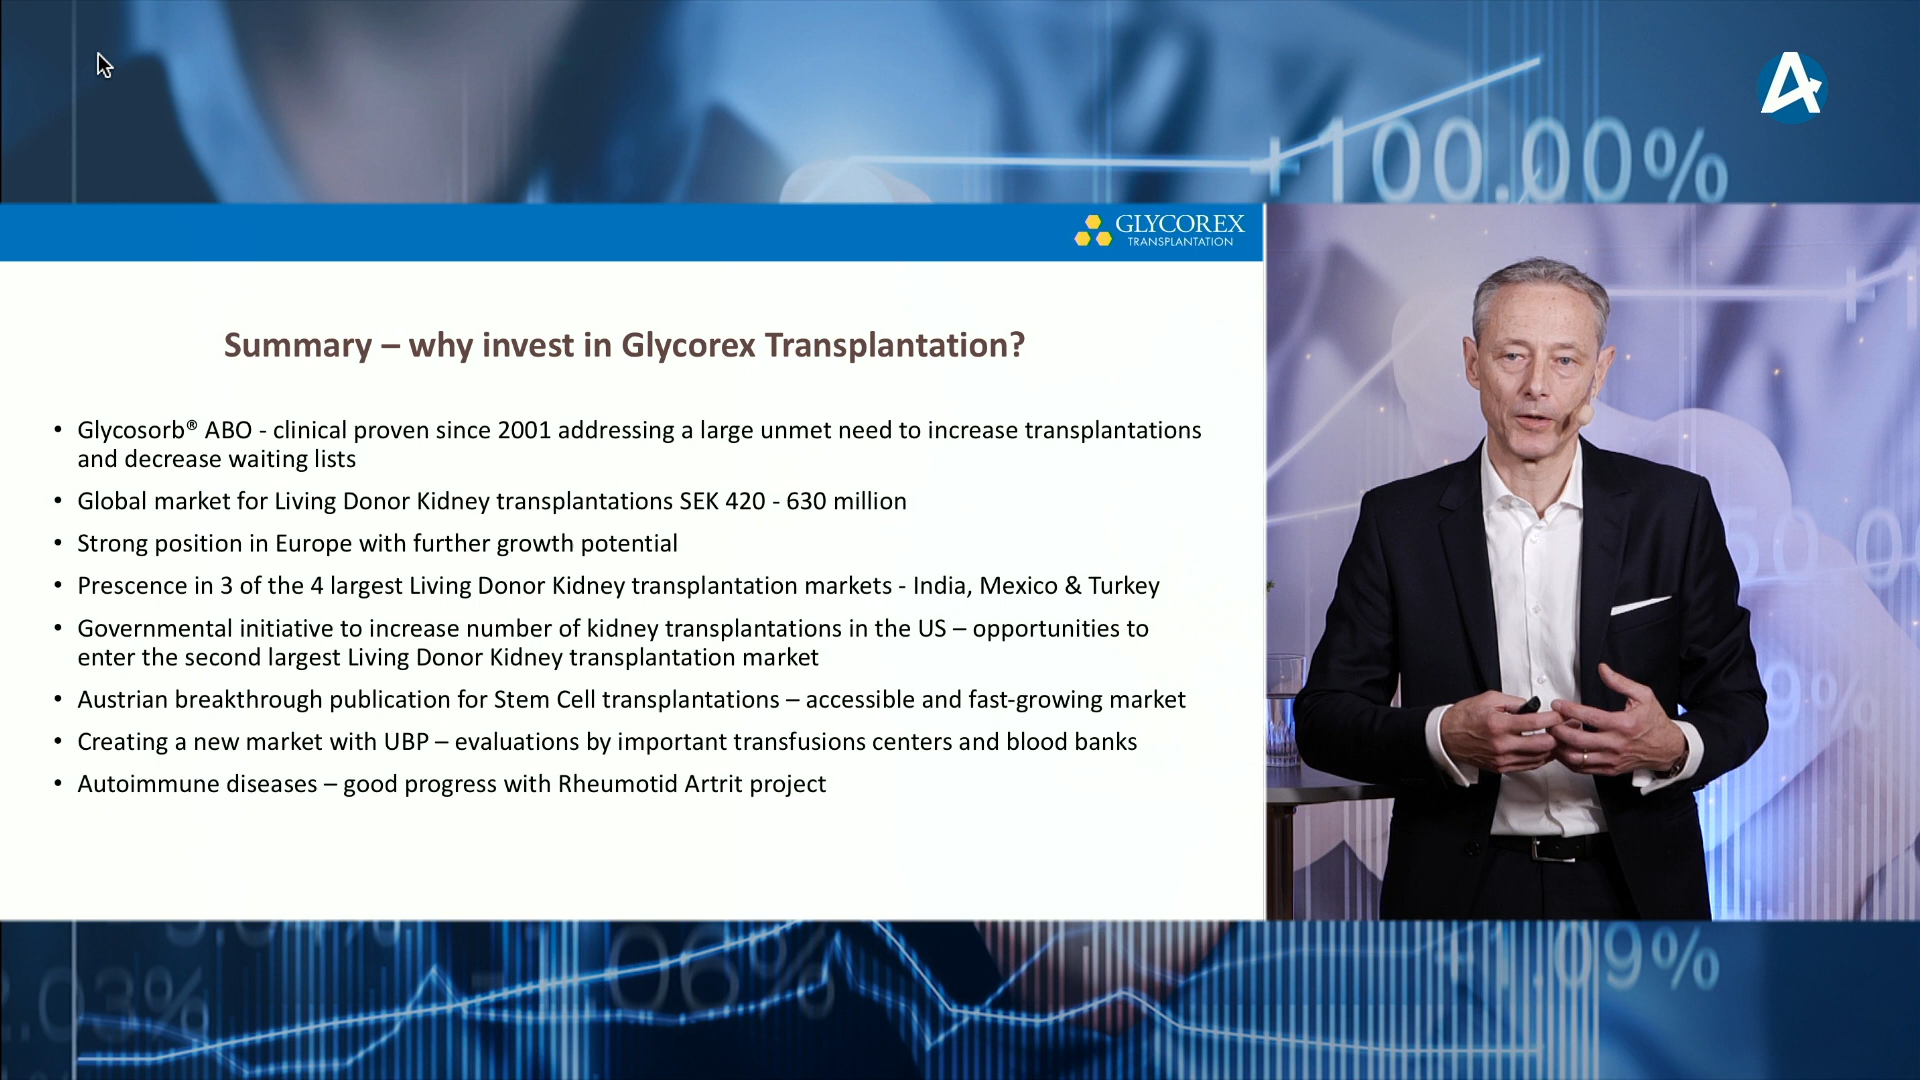 +100.00%
GLYCOREX
TRANSPLANTATION
Summary – why invest in Glycorex Transplantation?
• Glycosorb® ABO - clinical proven since 2001 addressing a large unmet need to increase transplantations
and decrease waiting lists
• Global market for Living Donor Kidney transplantations SEK 420 - 630 million
• Strong position in Europe with further growth potential
• Prescence in 3 of the 4 largest Living Donor Kidney transplantation markets - India, Mexico & Turkey
• Governmental initiative to increase number of kidney transplantations in the US – opportunities to
enter the second largest Living Donor Kidney transplantation market
• Austrian breakthrough publication for Stem Cell transplantations – accessible and fast-growing market
• Creating a new market with UBP – evaluations by important transfusions centers and blood banks
• Autoimmune diseases – good progress with Rheumotid Artrit project
+1.09%